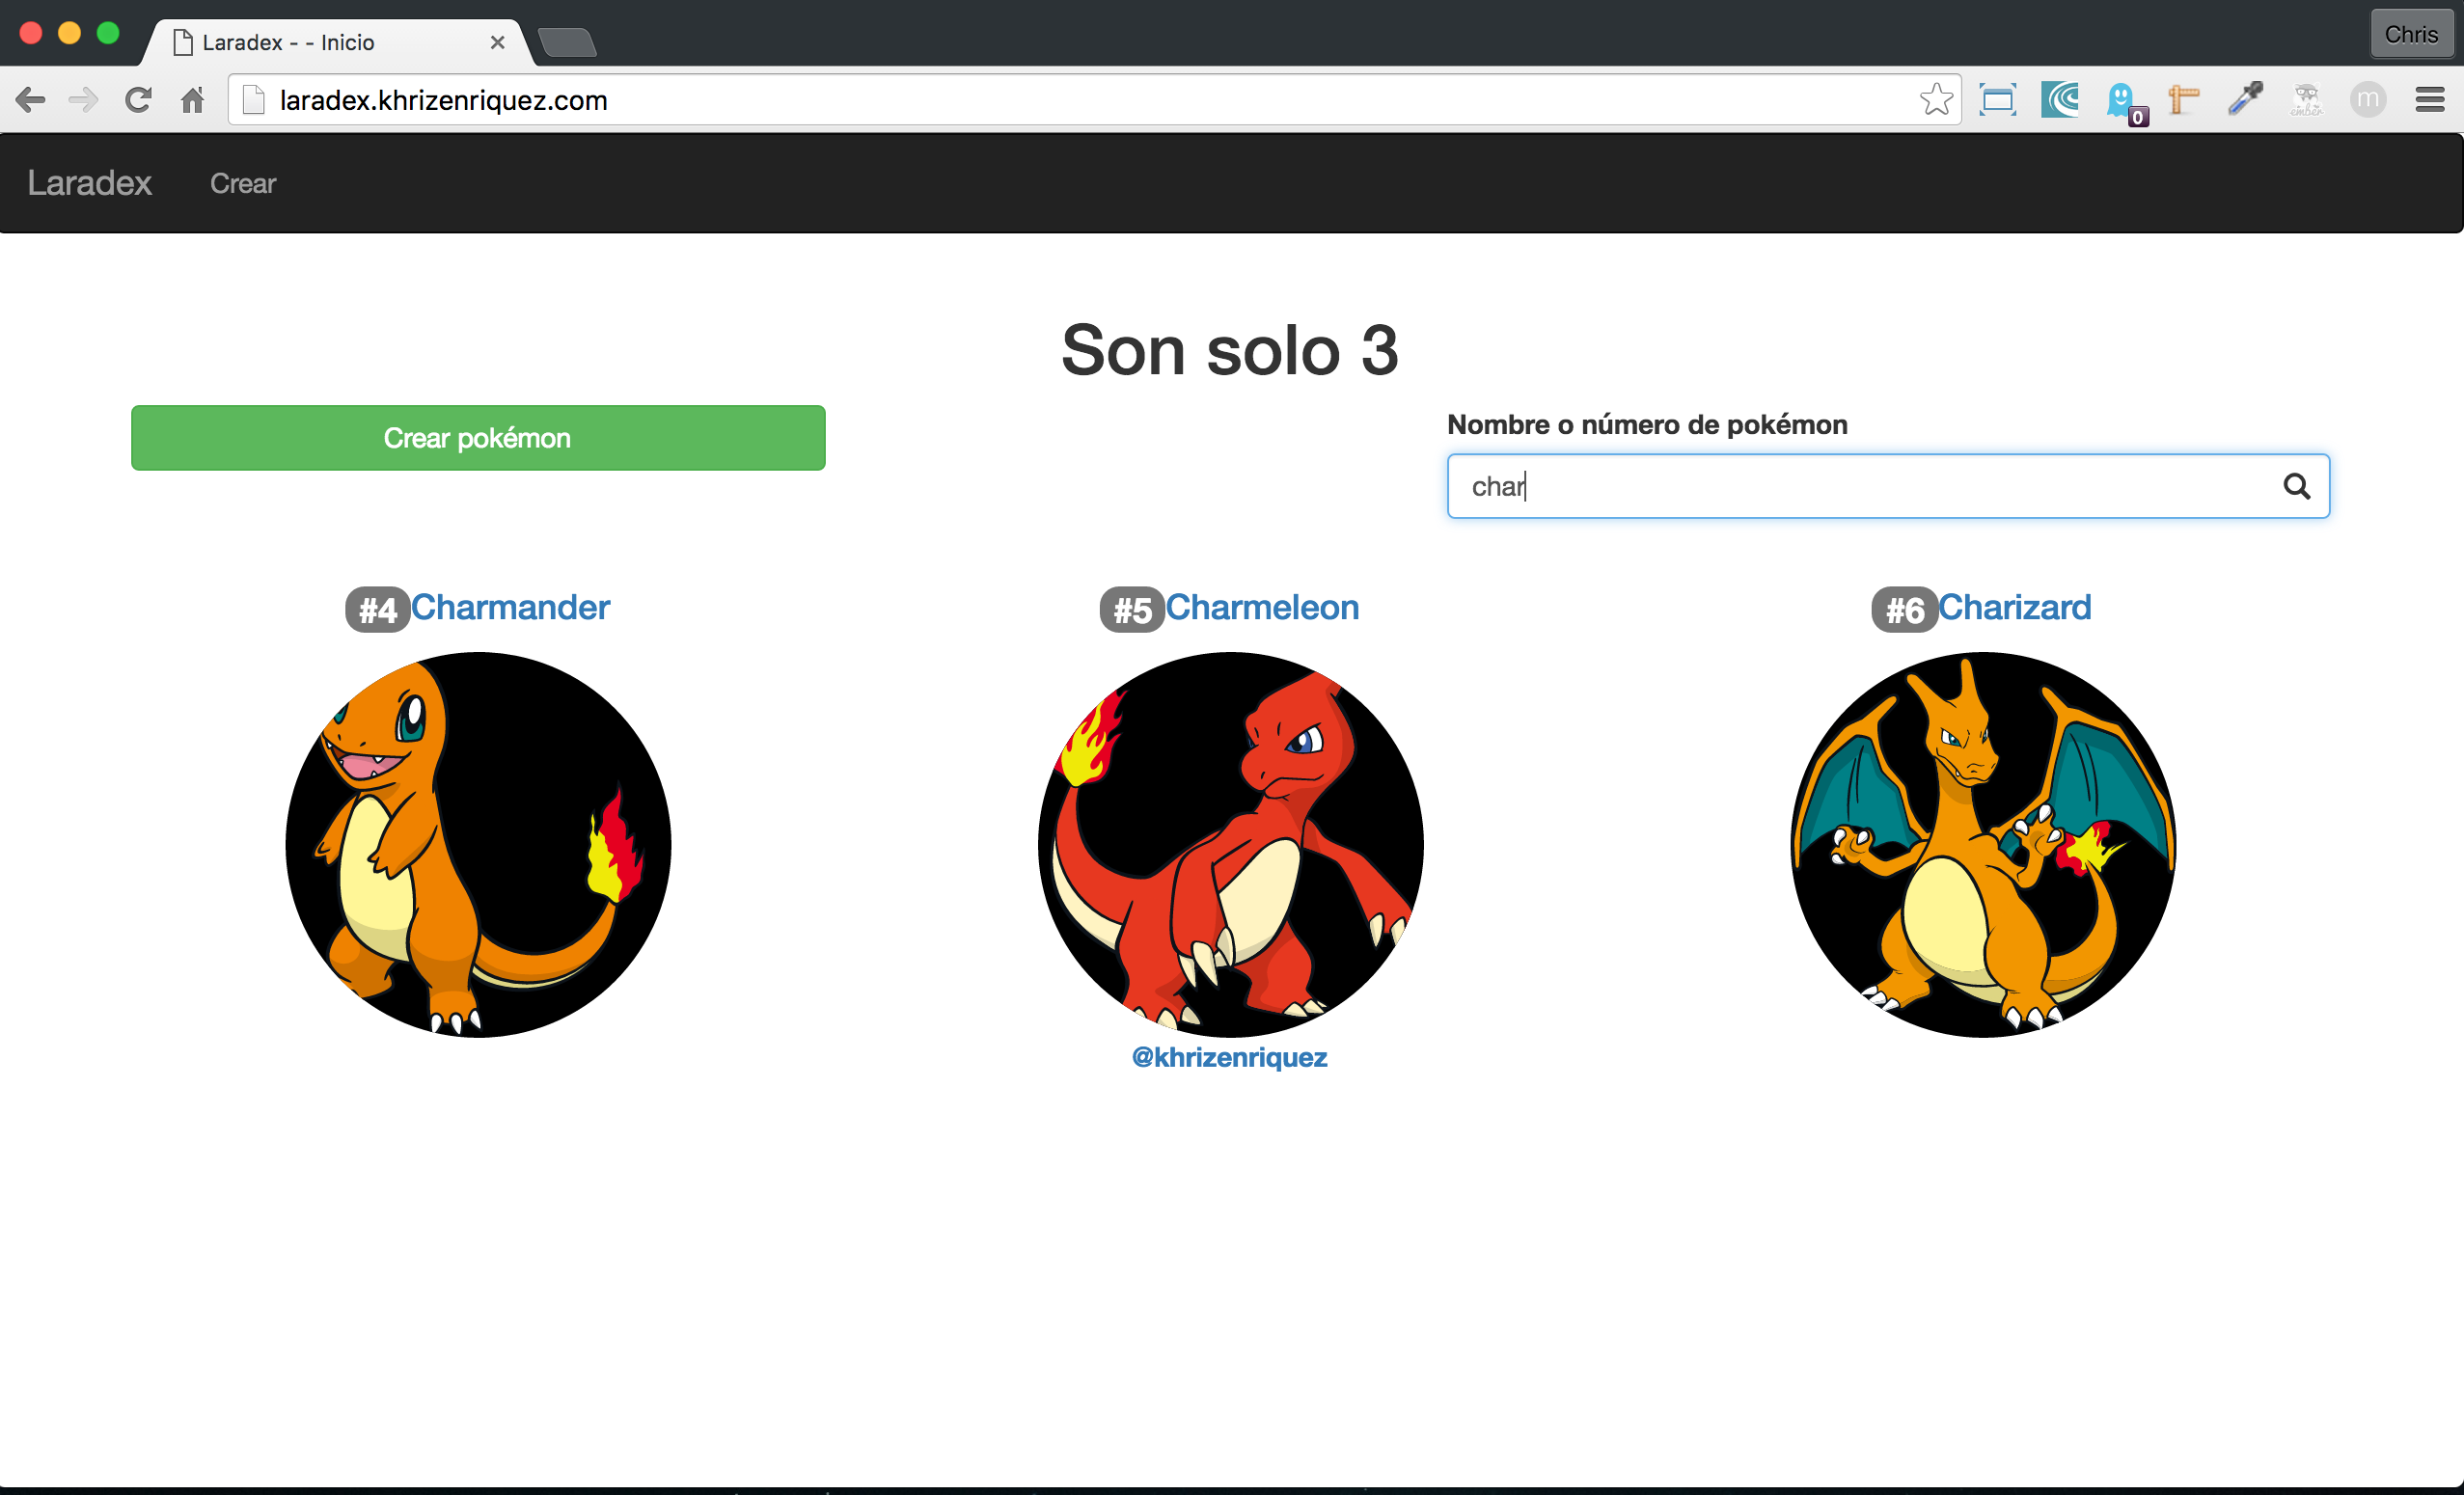 Laradex - - Inicio
Chris
laradex.khrizenriquez.com
0
ember
m
Laradex
Crear
Son solo 3
Crear pokémon
Nombre o número de pokémon
char
#4 Charmander
#5 Charmeleon
#6 Charizard
@khrizenriquez